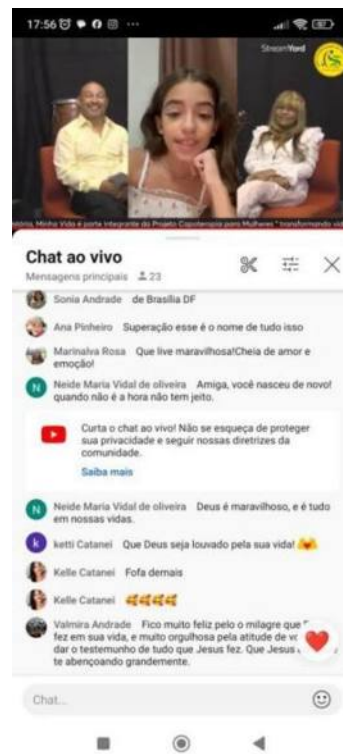 17:56
StreamYard
Minha Vida é parte integrante do Projeto Capoterapia para Mulheres " transformando
Chat ao vivo
Mensagens principais 23
Sonia Andrade de Brasília DF
Ana Pinheiro Superação esse é o nome de tudo isso
Marinalva Rosa Que live maravilhosa!Cheia de amor e
emoção!
N Neide Maria Vidal de oliveira Amiga, você nasceu de novo!
quando não é a hora não tem jeito.
Curta o chat ao vivo! Não se esqueça de proteger
sua privacidade e seguir nossas diretrizes da
comunidade.
Saiba mais
N Neide Maria Vidal de oliveira Deus é maravilhoso, e é tudo
em nossas vidas.
k ketti Catanei Que Deus seja louvado pela sua vida!
Kelle Catanei Fofa demais
Kelle Catanei 🥰🥰🥰🥰
Valmira Andrade Fico muito feliz pelo o milagre que
fez em sua vida, e muito orgulhosa pela atitude de
dar o testemunho de tudo que Jesus fez. Que Jesus
te abençoando grandemente.
Chat...